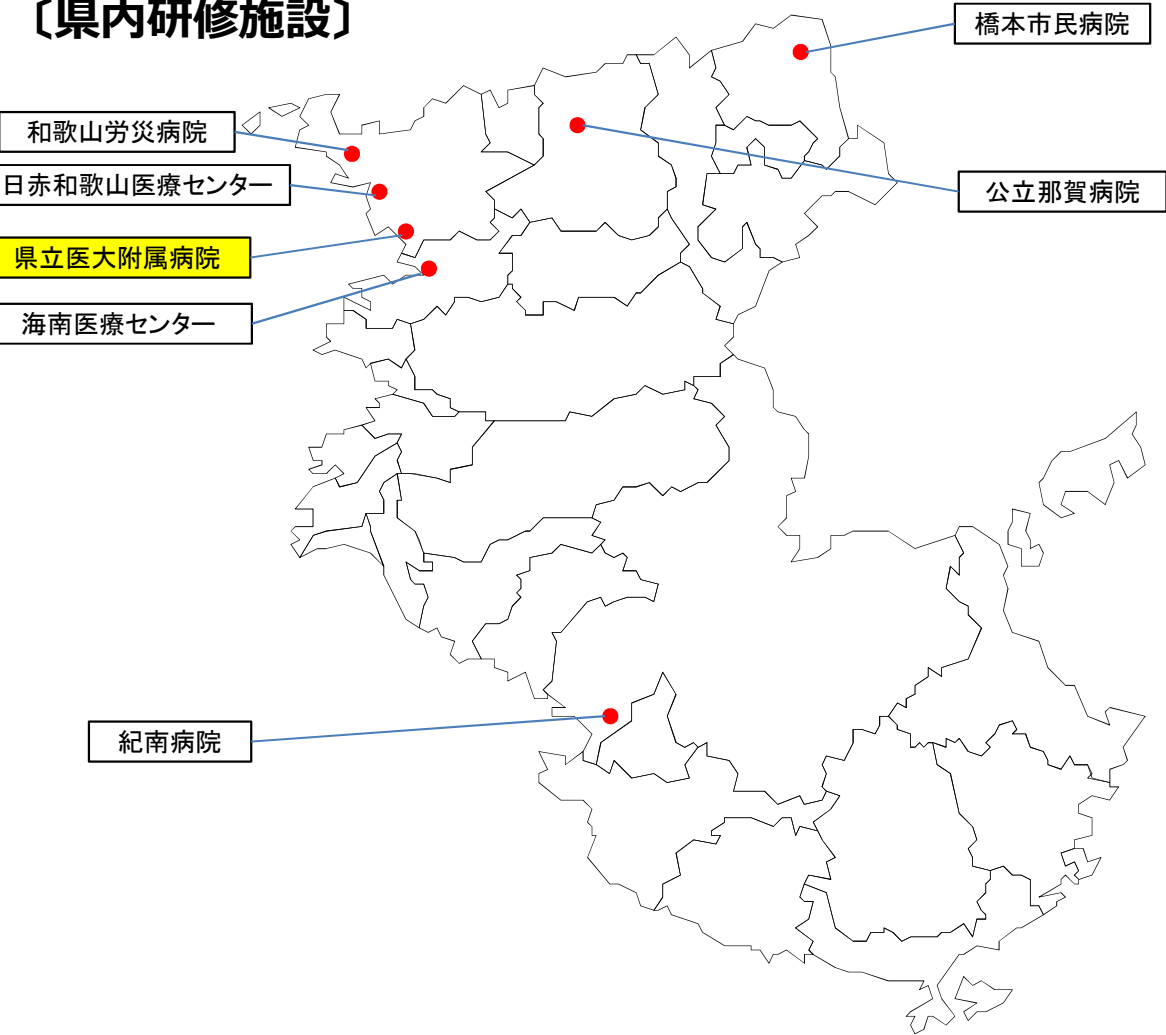 〔県内研修施設〕
橋本市民病院
和歌山労災病院
日赤和歌山医療センター
公立那賀病院
県立医大附属病院
海南医療センター
紀南病院